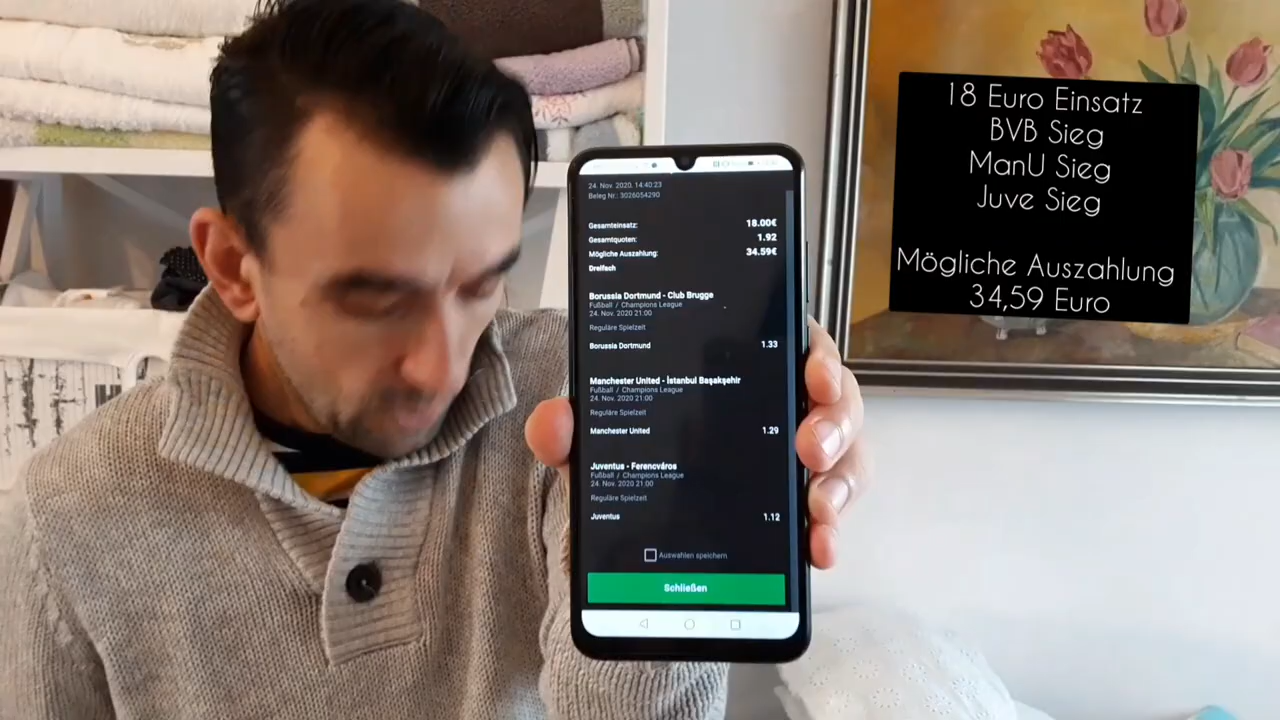 24. Nov. 2020, 14:40:23
Beleg Nr.: 3026054290
Gesamteinsatz: 18.00€
Gesamtquoten: 1.92
Mögliche Auszahlung: 34.59€
Dreifach
Borussia Dortmund - Club Brugge
Fußball / Champions League
24. Nov. 2020 21:00
Reguläre Spielzeit
Borussia Dortmund 1.33
Manchester United - İstanbul Başakşehir
Fußball / Champions League
24. Nov. 2020 21:00
Reguläre Spielzeit
Manchester United 1.29
Juventus - Ferencváros
Fußball / Champions League
24. Nov. 2020 21:00
Reguläre Spielzeit
Juventus 1.12
Auswahlen speichern
Schließen
18 Euro Einsatz
BVB Sieg
ManU Sieg
Juve Sieg
Mögliche Auszahlung
34,59 Euro